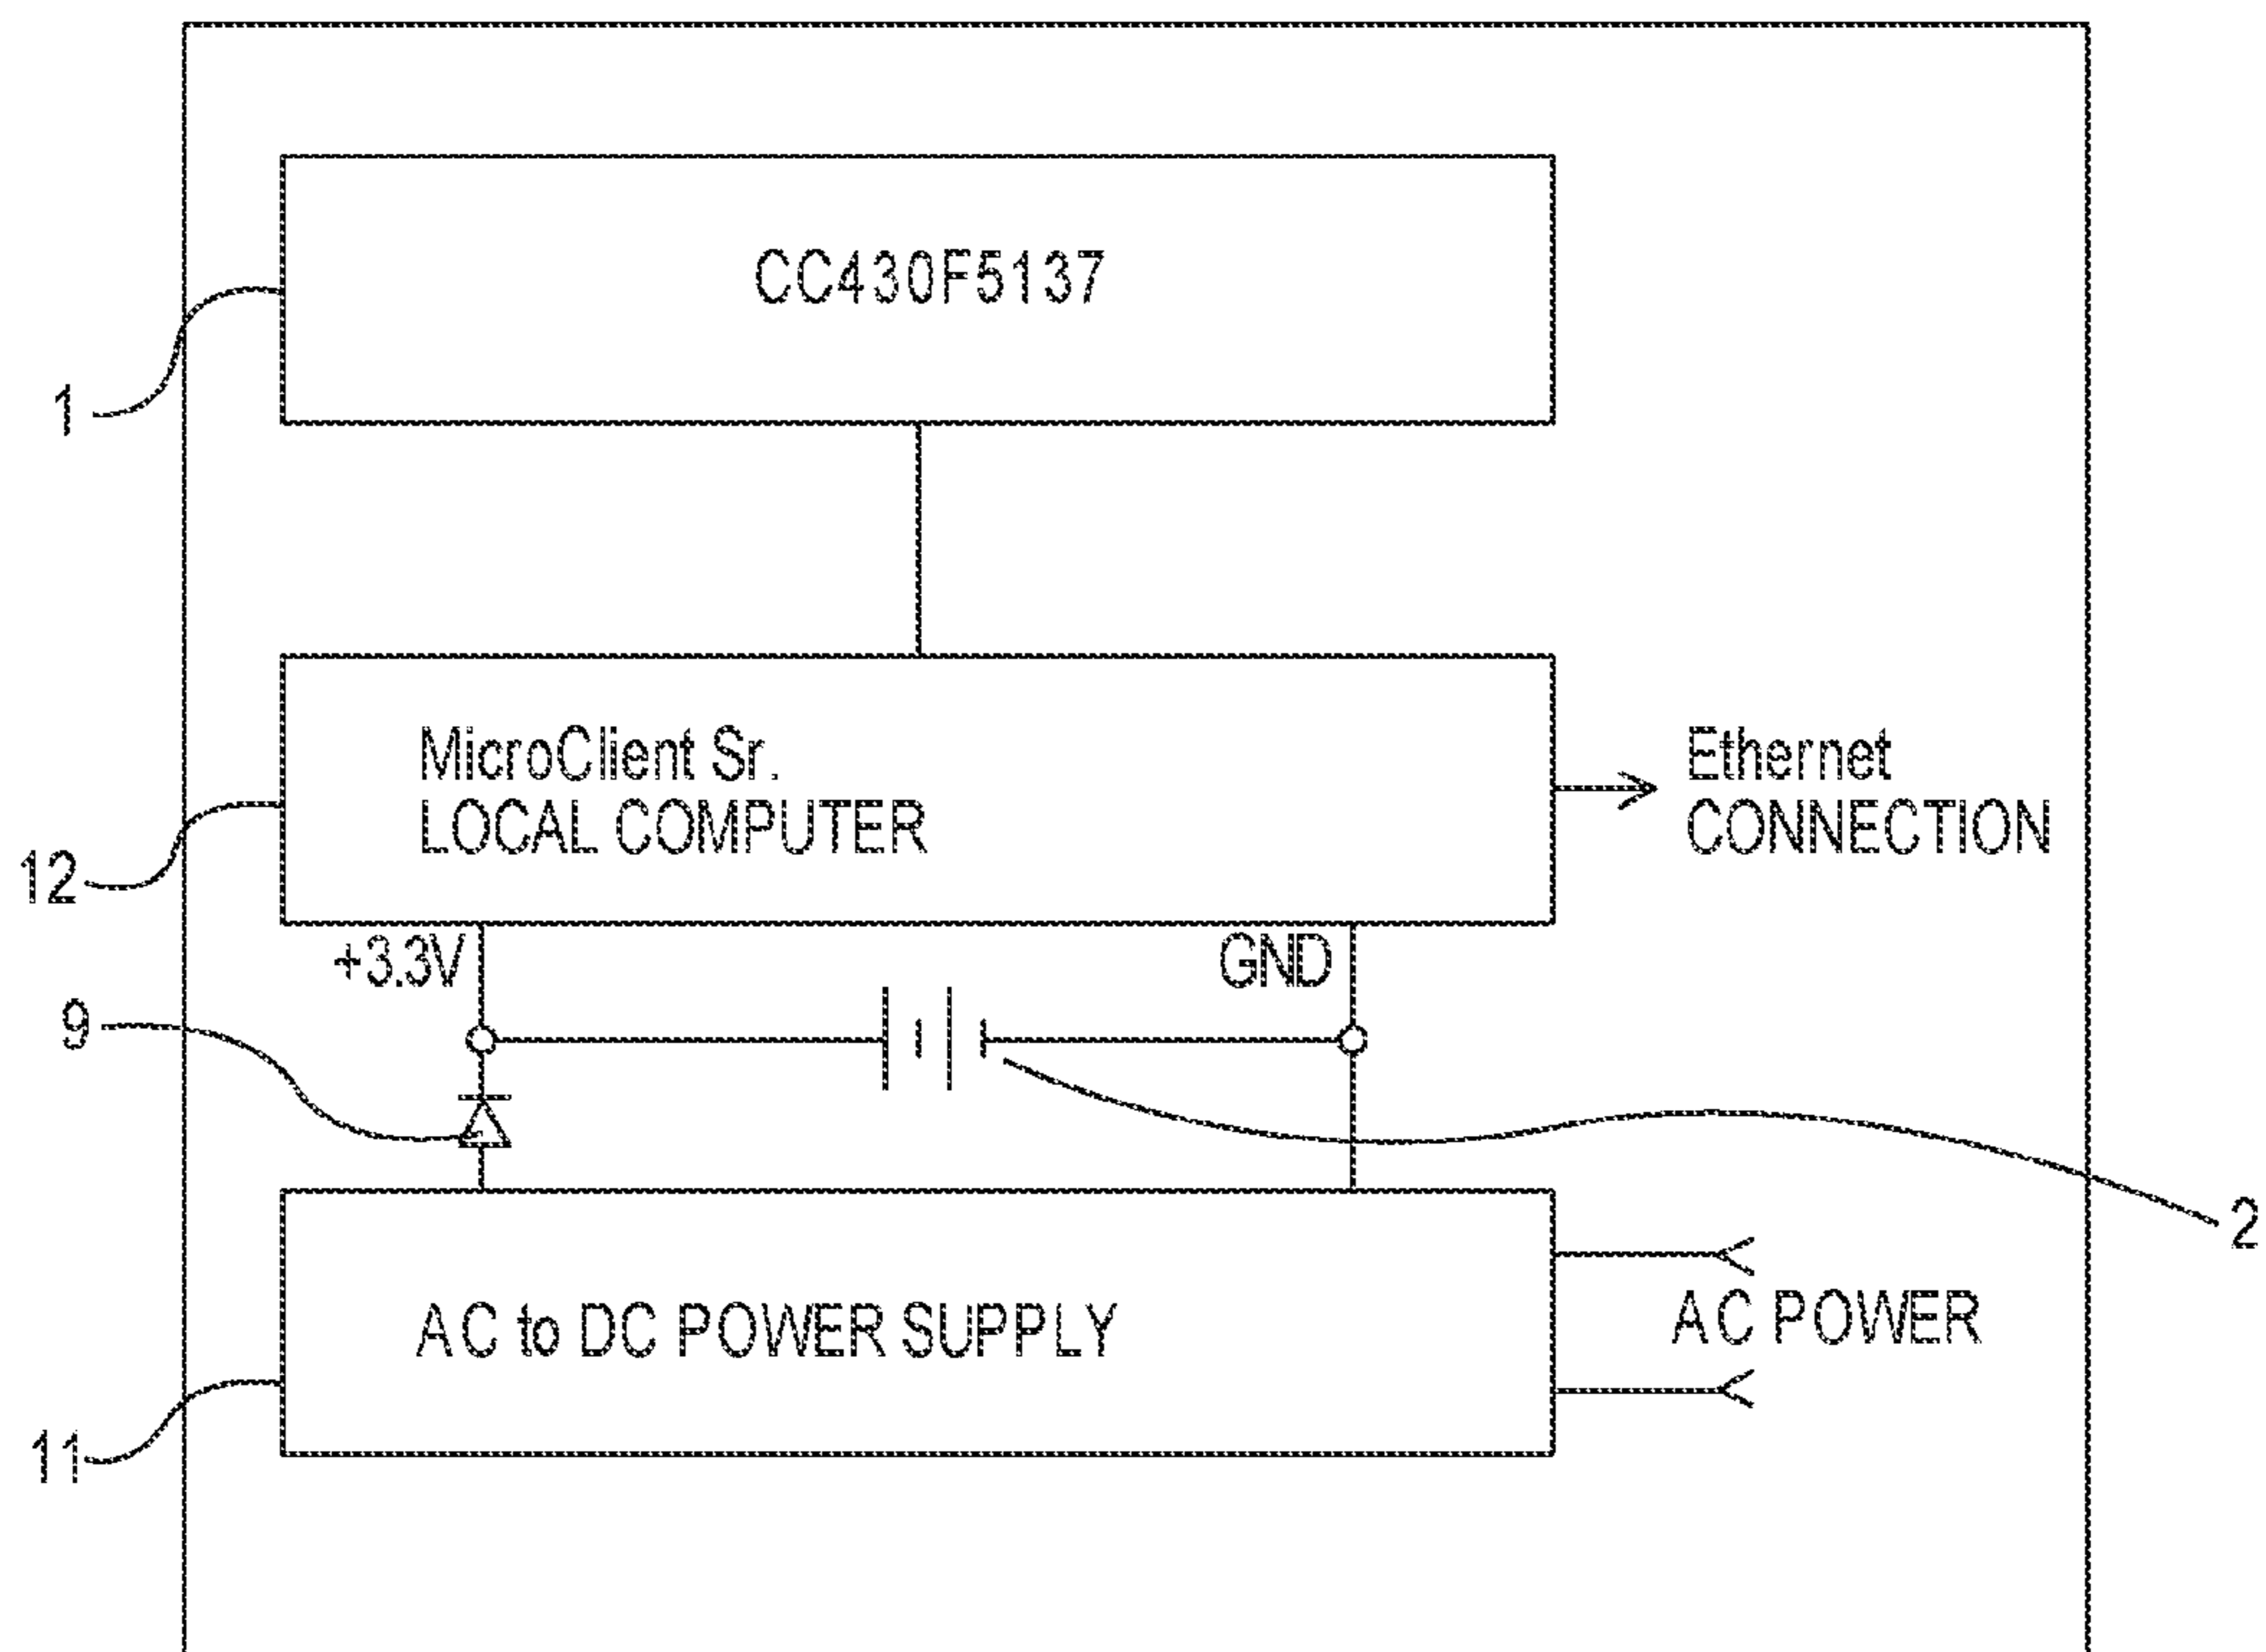 CC430F5137
1
MicroClient Sr.
LOCAL COMPUTER
Ethernet
CONNECTION
12
+3.3V
GND
9
2
AC to DC POWER SUPPLY
AC POWER
11